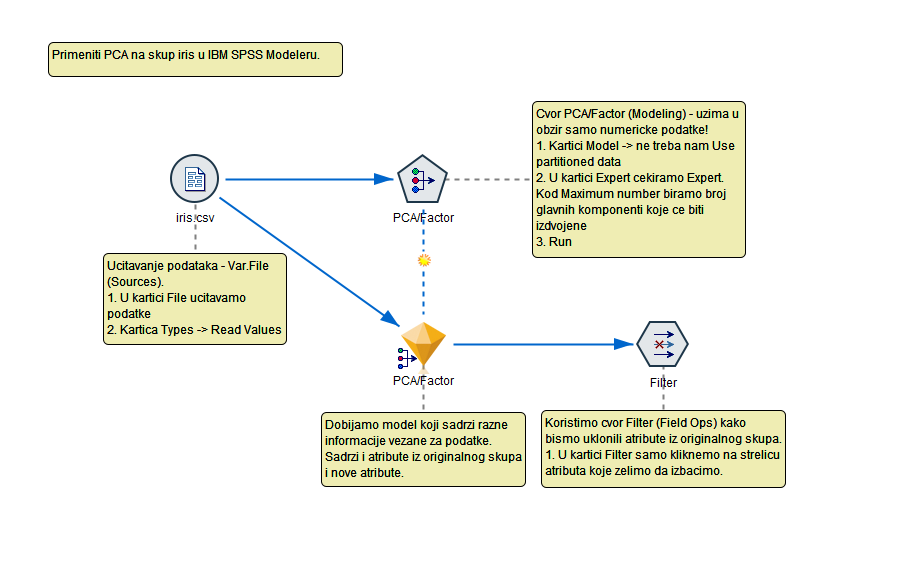 Primeniti PCA na skup iris u IBM SPSS Modeleru.
Cvor PCA/Factor (Modeling) - uzima u
obzir samo numericke podatke!
1. Kartici Model -> ne treba nam Use
partitioned data
2. U kartici Expert cekiramo Expert.
Kod Maximum number biramo broj
glavnih komponenti koje ce biti
izdvojene
3. Run
iris.csv
PCA/Factor
Ucitavanje podataka - Var.File
(Sources).
1. U kartici File ucitavamo
podatke
2. Kartica Types -> Read Values
PCA/Factor
Filter
Dobijamo model koji sadrzi razne
informacije vezane za podatke.
Sadrzi i atribute iz originalnog skupa
i nove atribute.
Koristimo cvor Filter (Field Ops) kako
bismo uklonili atribute iz originalnog skupa.
1. U kartici Filter samo kliknemo na strelicu
atributa koje zelimo da izbacimo.